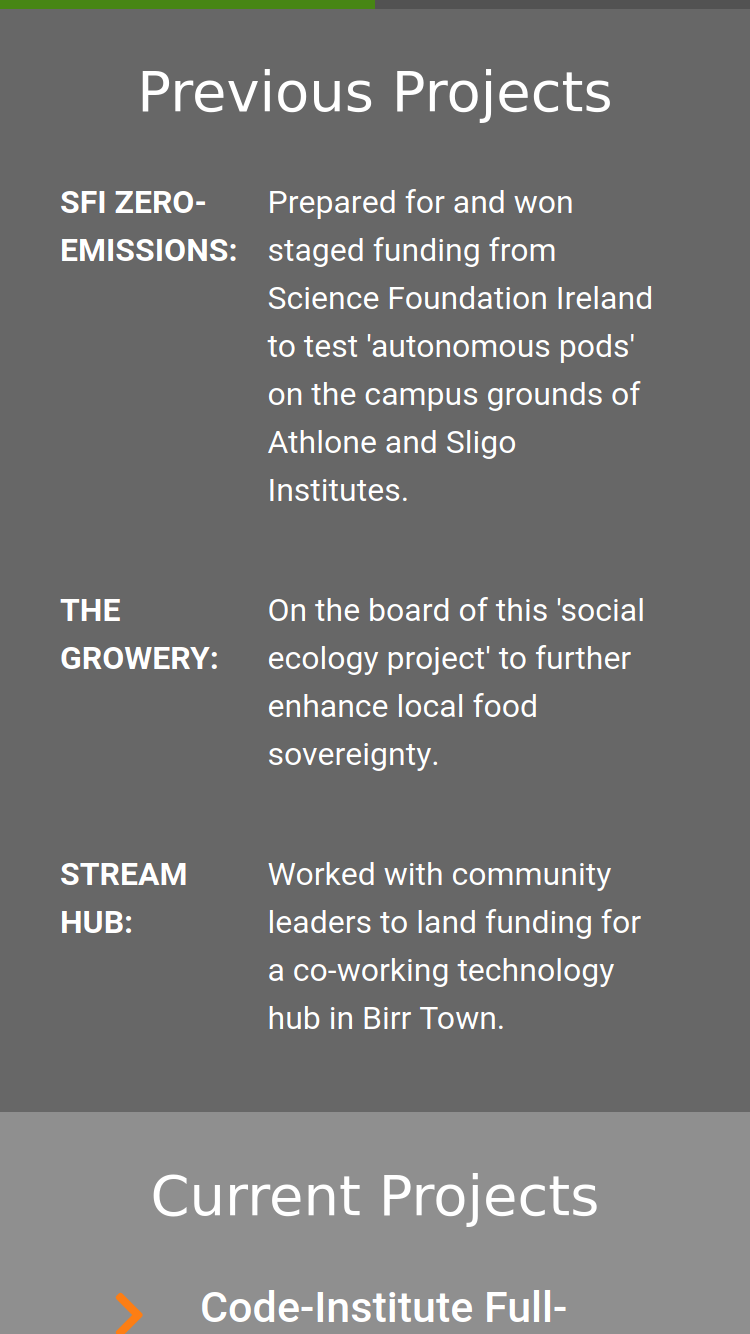 Previous Projects
SFI ZERO-
EMISSIONS:
Prepared for and won
staged funding from
Science Foundation Ireland
to test 'autonomous pods'
on the campus grounds of
Athlone and Sligo
Institutes.
THE
GROWERY:
On the board of this 'social
ecology project' to further
enhance local food
sovereignty.
STREAM
HUB:
Worked with community
leaders to land funding for
a co-working technology
hub in Birr Town.
Current Projects
Code-Institute Full-